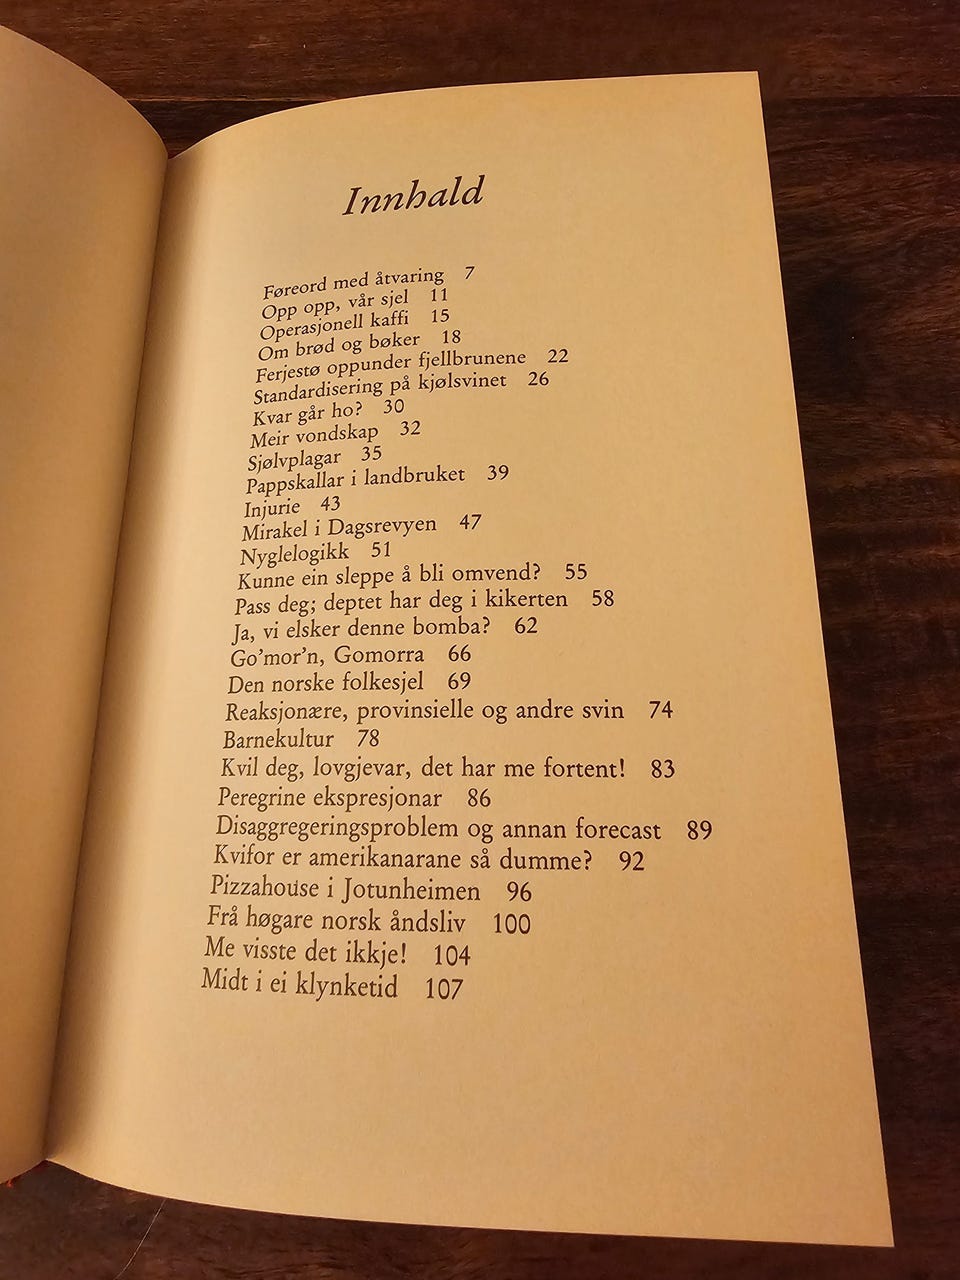 Innhald
Føreord med åtvaring 7
Opp opp, vår sjel 11
Operasjonell kaffi 15
Om brød og bøker 18
Ferjestø oppunder fjellbrunene 22
Standardisering på kjølsvinet 26
Kvar går ho? 30
Meir vondskap 32
Sjølvplagar 35
Pappskallar i landbruket 39
Injurie 43
Mirakel i Dagsrevyen 47
Nyglelogikk 51
Kunne ein sleppe å bli omvend? 55
Pass deg; deptet har deg i kikerten 58
Ja, vi elsker denne bomba? 62
Go'mor'n, Gomorra 66
Den norske folkesjel 69
Reaksjonære, provinsielle og andre svin 74
Barnekultur 78
Kvil deg, lovgjevar, det har me fortent! 83
Peregrine ekspresjonar 86
Disaggregeringsproblem og annan forecast 89
Kvifor er amerikanarane så dumme? 92
Pizzahouse i Jotunheimen 96
Frå høgare norsk åndsliv 100
Me visste det ikkje! 104
Midt i ei klynketid 107